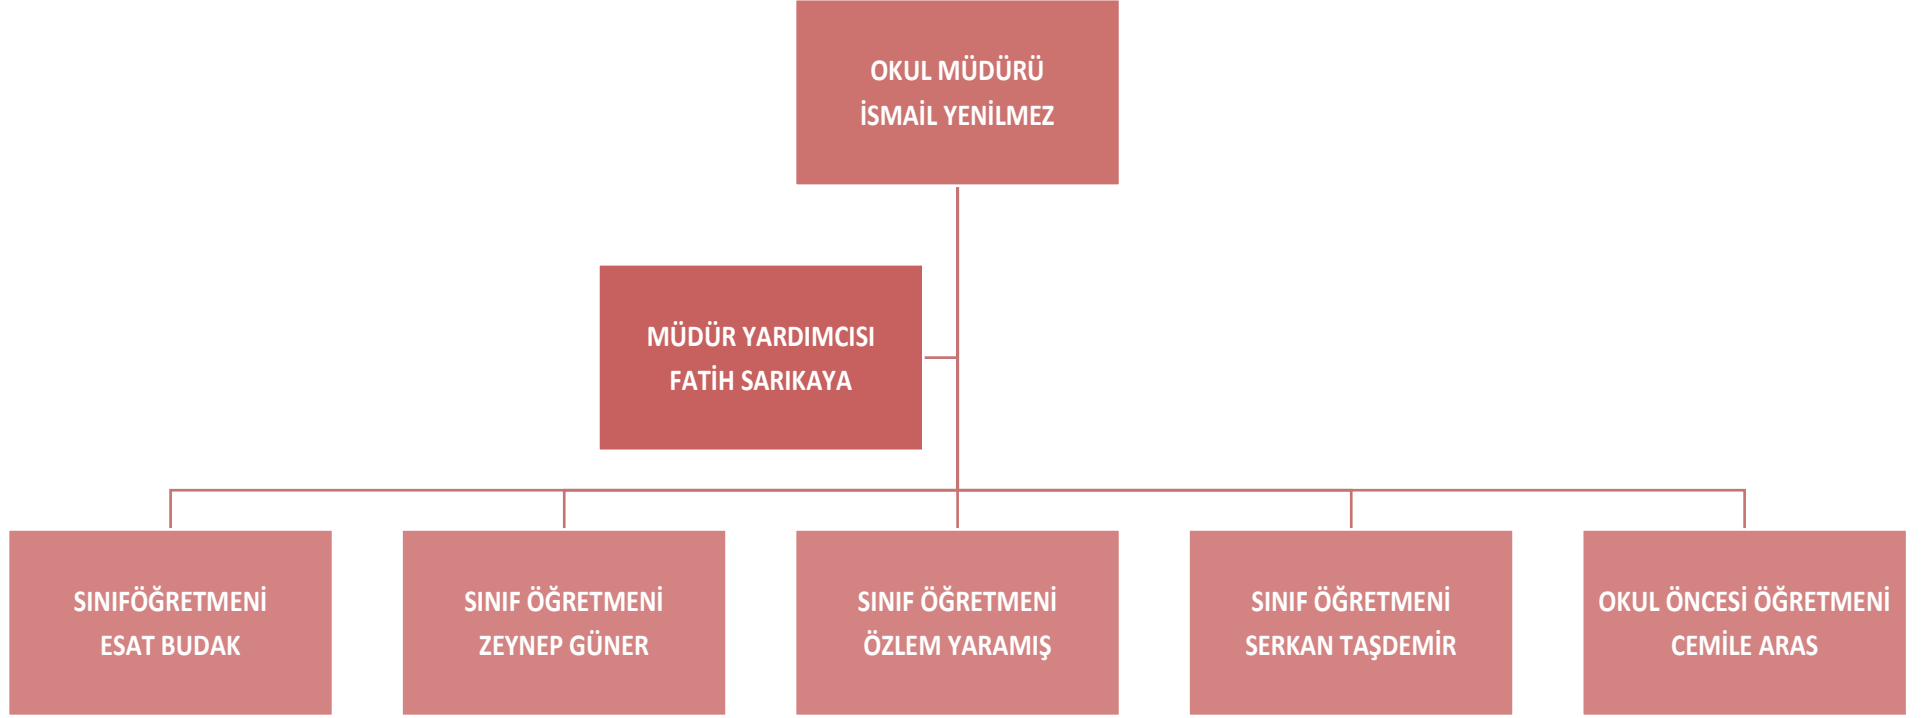 OKUL MÜDÜRÜ
İSMAİL YENİLMEZ
MÜDÜR YARDIMCISI
FATİH SARIKAYA
SINIFÖĞRETMENİ
ESAT BUDAK
SINIF ÖĞRETMENİ
ZEYNEP GÜNER
SINIF ÖĞRETMENİ
ÖZLEM YARAMIŞ
SINIF ÖĞRETMENİ
SERKAN TAŞDEMİR
OKUL ÖNCESİ ÖĞRETMENİ
CEMİLE ARAS